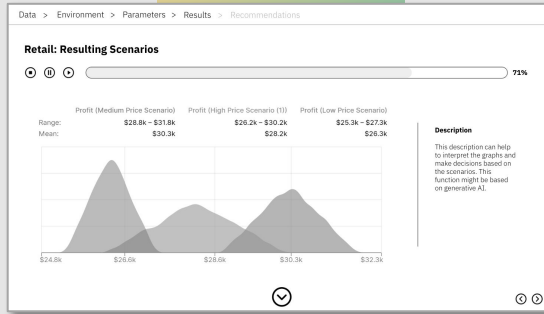 Data > Environment > Parameters > Results > Recommendations
Retail: Resulting Scenarios
71%
Profit (Medium Price Scenario) Profit (High Price Scenario (1)) Profit (Low Price Scenario)
Range: $28.8k – $31.8k $26.2k – $30.2k $25.3k – $27.3k
Mean: $30.3k $28.2k $26.3k
Description
This description can help
to interpret the graphs and
make decisions based on
the scenarios. This
function might be based
on generative AI.
$24.8k $26.6k $28.6k $30.3k $32.3k